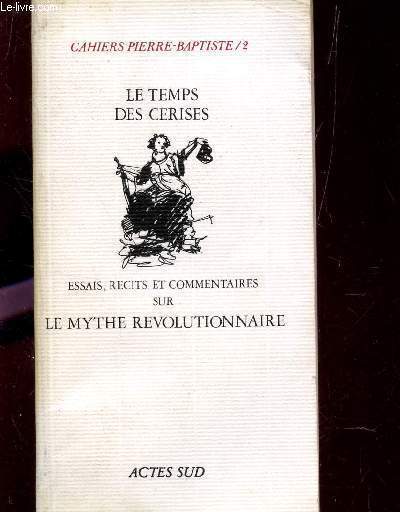 Le-livre.com
CAHIERS PIERRE-BAPTISTE/2
LE TEMPS
DES CERISES
ESSAIS, RECITS ET COMMENTAIRES
SUR
LE MYTHE REVOLUTIONNAIRE
ACTES SUD